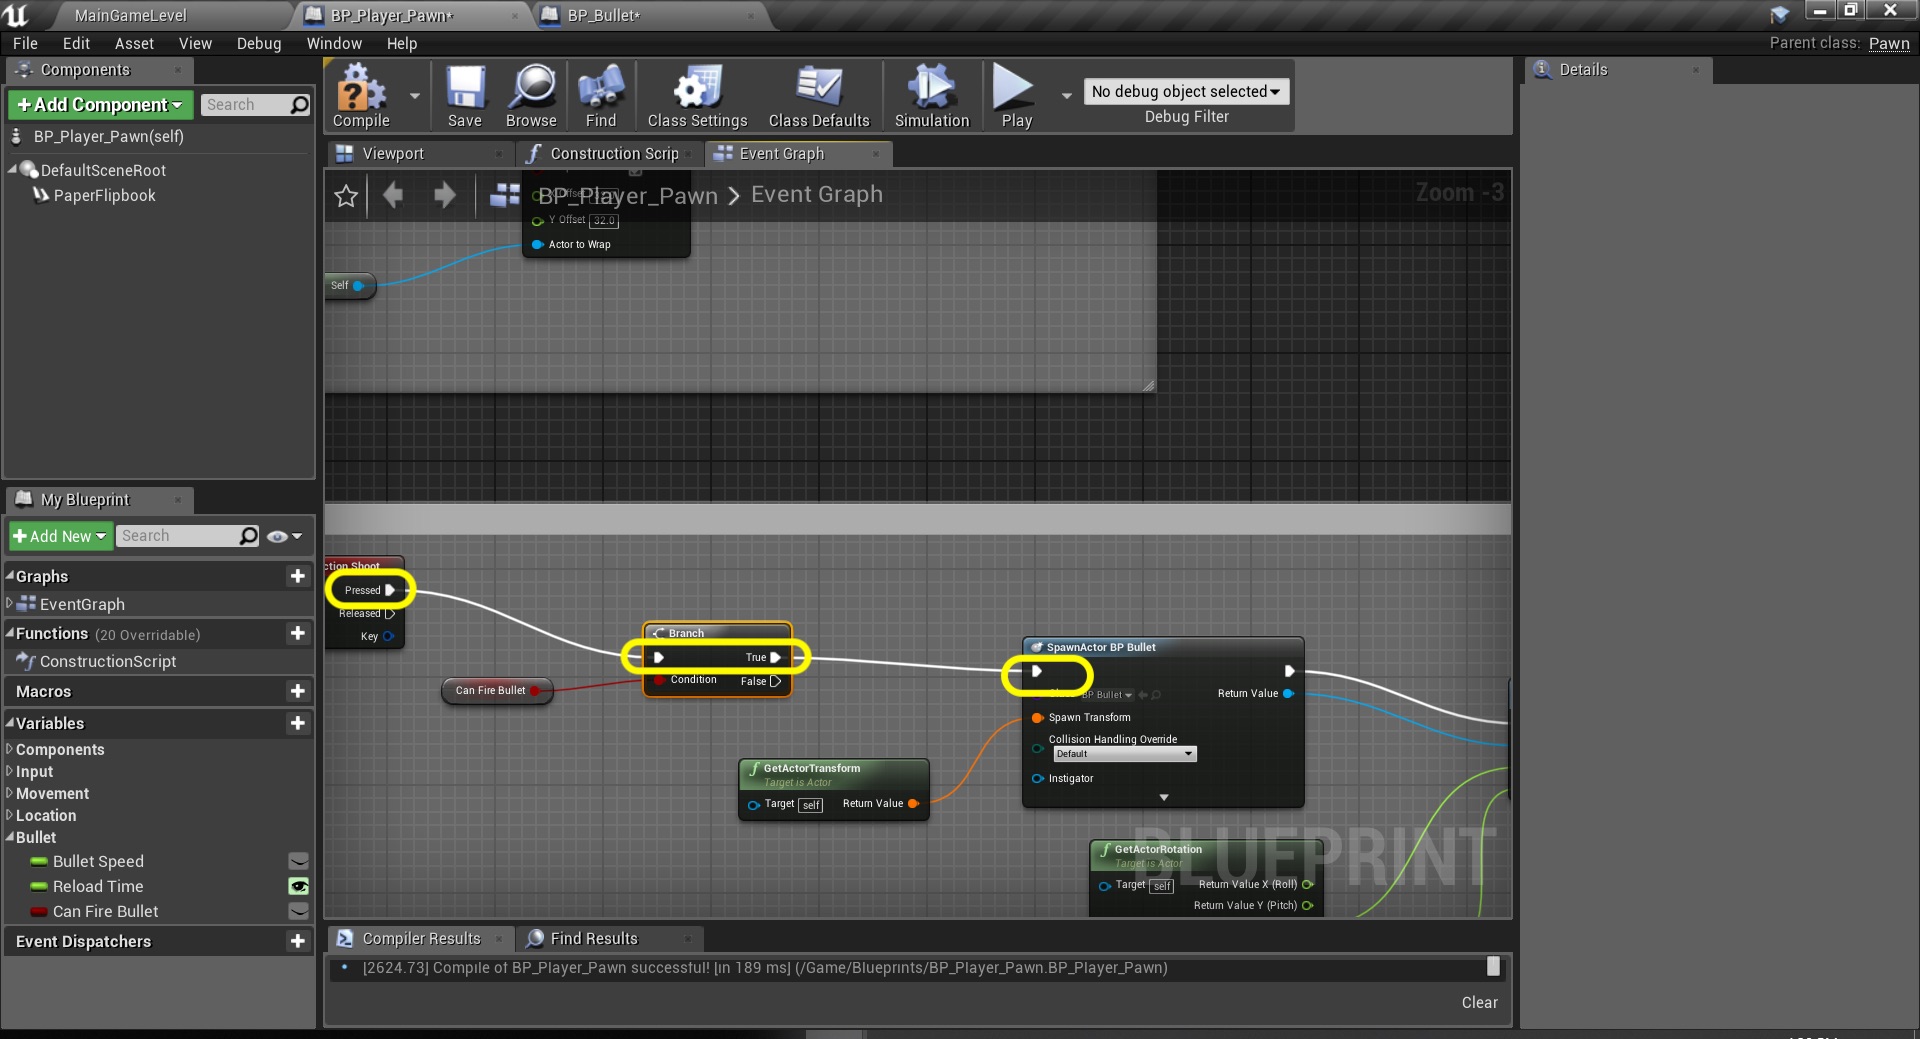 MainGameLevel
BP_Player_Pawn*
BP_Bullet*
File Edit Asset View Debug Window Help
Parent class: Pawn
Components
+Add Component
Search
BP_Player_Pawn(self)
DefaultSceneRoot
PaperFlipbook
Compile
Save
Browse
Find
Class Settings
Class Defaults
Simulation
Play
No debug object selected
Debug Filter
Details
Viewport
Construction Scrip
Event Graph
BP_Player_Pawn > Event Graph
Zoom -3
Y Offset 32.0
Actor to Wrap
Self
My Blueprint
+Add New
Search
Graphs
EventGraph
Functions (20 Overridable)
ConstructionScript
Macros
Variables
Components
Input
Movement
Location
Bullet
Bullet Speed
Reload Time
Can Fire Bullet
Event Dispatchers
ction Shoot
Pressed
Released
Key
Can Fire Bullet
Branch
True
Condition
False
GetActorTransform
Target is Actor
Target self
Return Value
SpawnActor BP Bullet
BP Bullet
Return Value
Spawn Transform
Collision Handling Override
Default
Instigator
BLUEPRINT
GetActorRotation
Target is Actor
Target self
Return Value X (Roll)
Return Value Y (Pitch)
Compiler Results
Find Results
[2624.73] Compile of BP_Player_Pawn successful! [in 189 ms] (/Game/Blueprints/BP_Player_Pawn.BP_Player_Pawn)
Clear